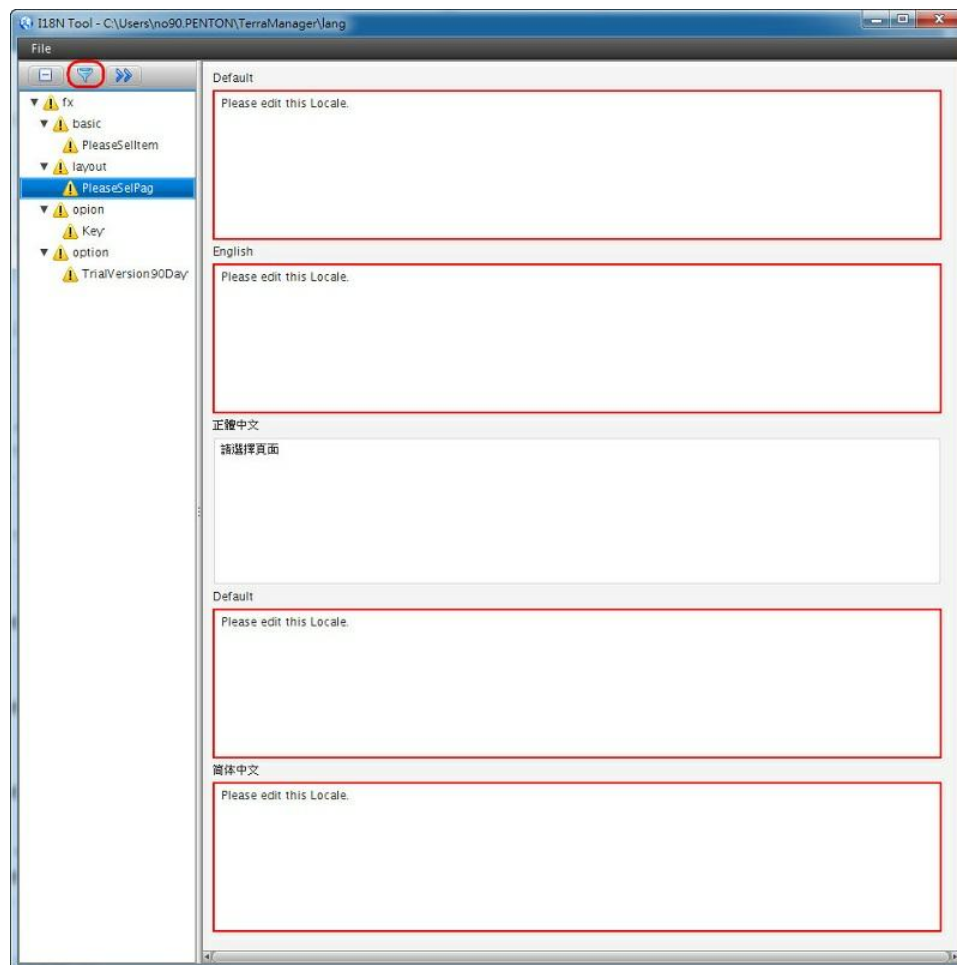 I18N Tool - C:\Users\no90.PENTON\TerraManager\lang
File
fx
basic
PleaseSelItem
layout
PleaseSelPag
opion
Key
option
TrialVersion90Day
Default
Please edit this Locale.
English
Please edit this Locale.
正體中文
請選擇頁面
Default
Please edit this Locale.
简体中文
Please edit this Locale.